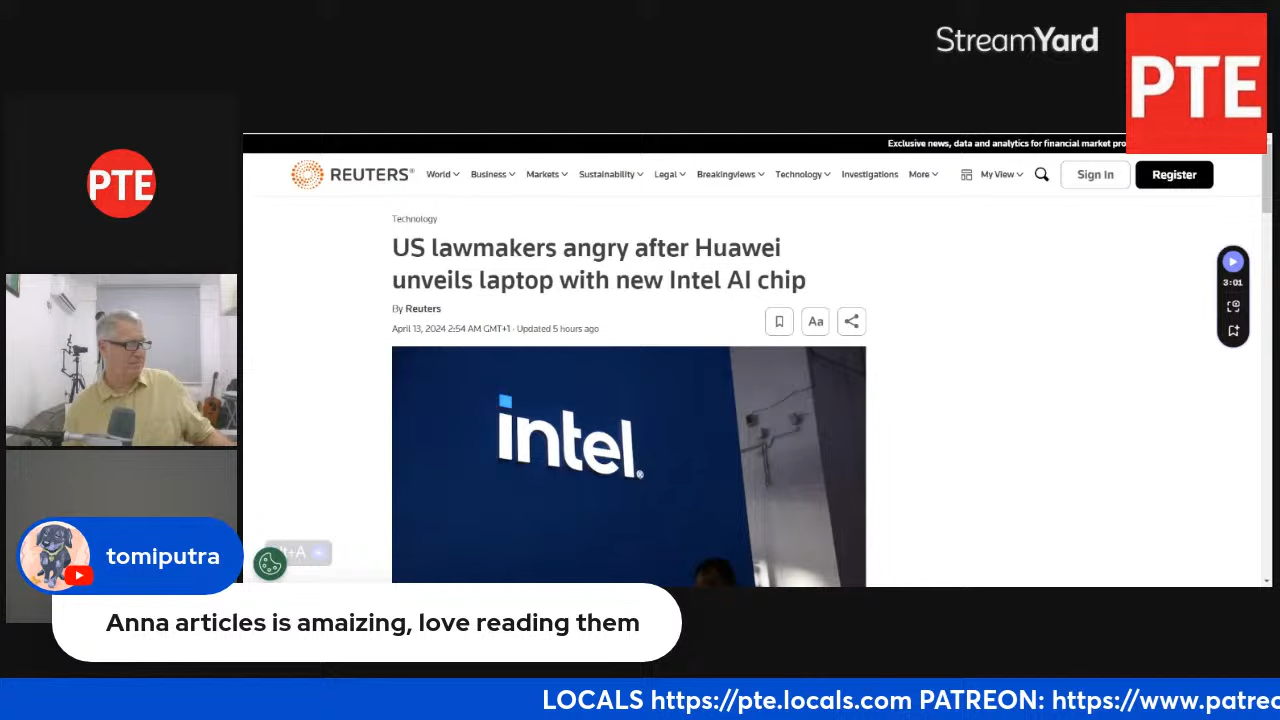 StreamYard
PTE
PTE
Exclusive news, data and analytics for financial market pro
REUTERS®
World Business Markets Sustainability Legal Breakingviews Technology Investigations More My View Sign In Register
Technology
US lawmakers angry after Huawei
unveils laptop with new Intel AI chip
By Reuters
April 13, 2024 2:54 AM GMT+1 · Updated 5 hours ago
Aa
3:01
intel®
tomiputra
Anna articles is amaizing, love reading them
LOCALS https://pte.locals.com PATREON: https://www.patreo